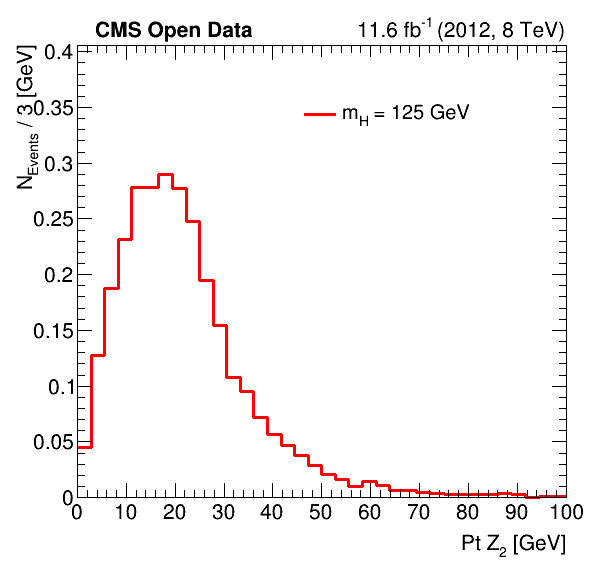 CMS Open Data
11.6 fb⁻¹ (2012, 8 TeV)
N_Events / 3 [GeV]
m_H = 125 GeV
0.4
0.35
0.3
0.25
0.2
0.15
0.1
0.05
0
0 10 20 30 40 50 60 70 80 90 100
Pt Z₂ [GeV]